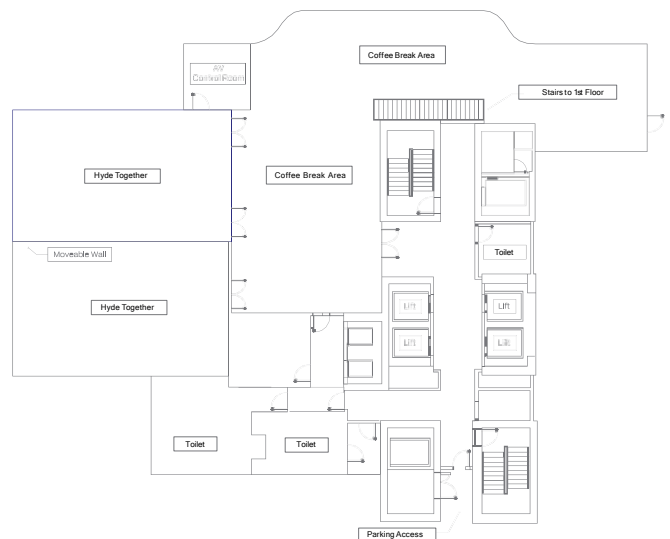 Coffee Break Area
AV
Control Room
Stairs to 1st Floor
Hyde Together
Coffee Break Area
Moveable Wall
Toilet
Hyde Together
Lift
Lift
Lift
Lift
Toilet
Toilet
Parking Access